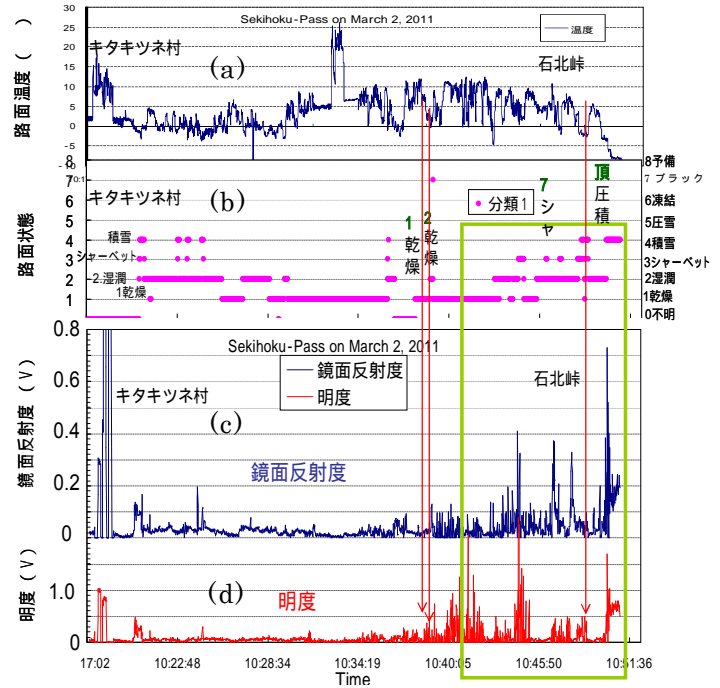 Sekihoku-Pass on March 2, 2011
温度
路面温度 ( )
30
25
20
15
10
5
0
-5
-10
キタキツネ村
(a)
石北峠
路面状態
8
7
6
5
4
3
2
1
キタキツネ村
(b)
積雪
シャーベット
2.湿潤
1乾燥
1乾燥
2乾燥
分類1
7シャ
頂圧積
8予備
7ブラック
6凍結
5圧雪
4積雪
3シャーベット
2湿潤
1乾燥
0不明
Sekihoku-Pass on March 2, 2011
鏡面反射度
明度
鏡面反射度 ( V )
0.8
0.6
0.4
0.2
0
キタキツネ村
(c)
石北峠
鏡面反射度
明度 ( V )
1.0
0
(d)
明度
17:02
10:22:48
10:28:34
10:34:19
10:40:05
10:45:50
10:51:36
Time